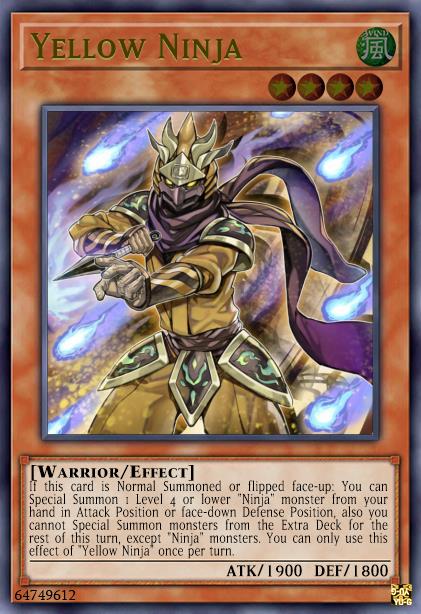 Yellow Ninja
WIND
風
[Warrior/Effect]
If this card is Normal Summoned or flipped face-up: You can
Special Summon 1 Level 4 or lower "Ninja" monster from your
hand in Attack Position or face-down Defense Position, also you
cannot Special Summon monsters from the Extra Deck for the
rest of this turn, except "Ninja" monsters. You can only use this
effect of "Yellow Ninja" once per turn.
ATK/1900 DEF/1800
64749612